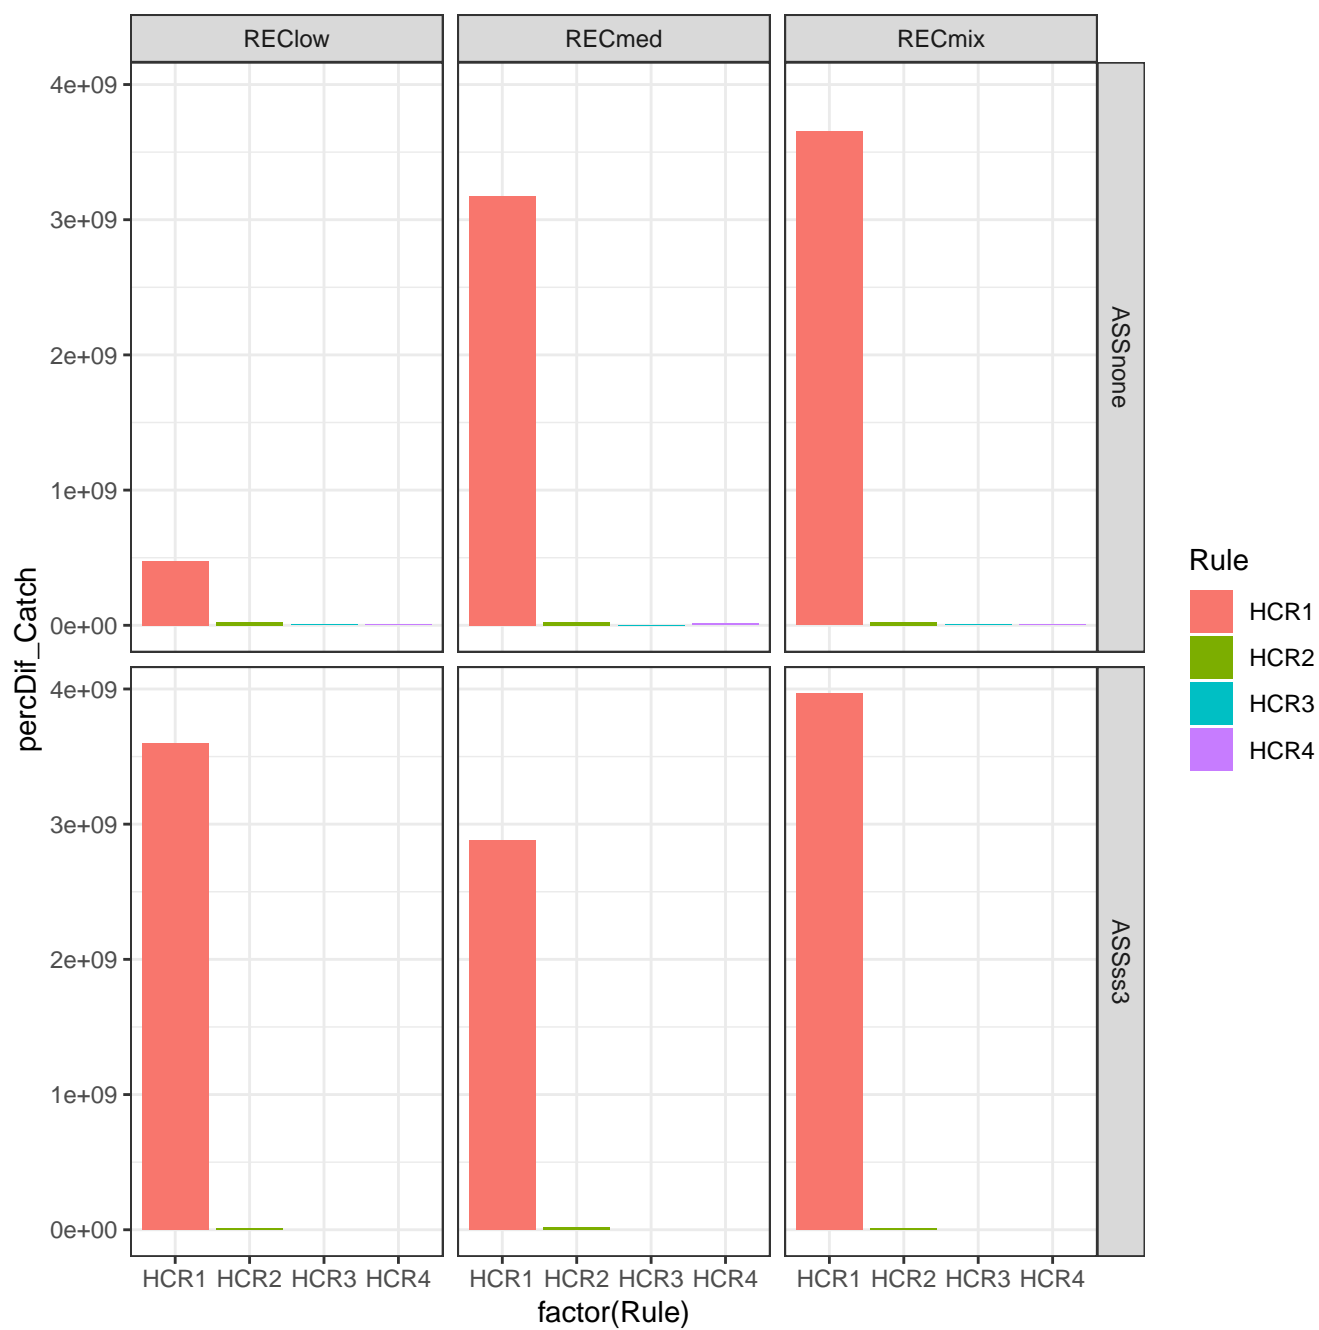 REClow RECmed RECmix
4e+09
3e+09
2e+09
1e+09
0e+00
ASSnone
4e+09
3e+09
2e+09
1e+09
0e+00
ASSss3
percDif_Catch
HCR1 HCR2 HCR3 HCR4 HCR1 HCR2 HCR3 HCR4 HCR1 HCR2 HCR3 HCR4
factor(Rule)
Rule
HCR1
HCR2
HCR3
HCR4